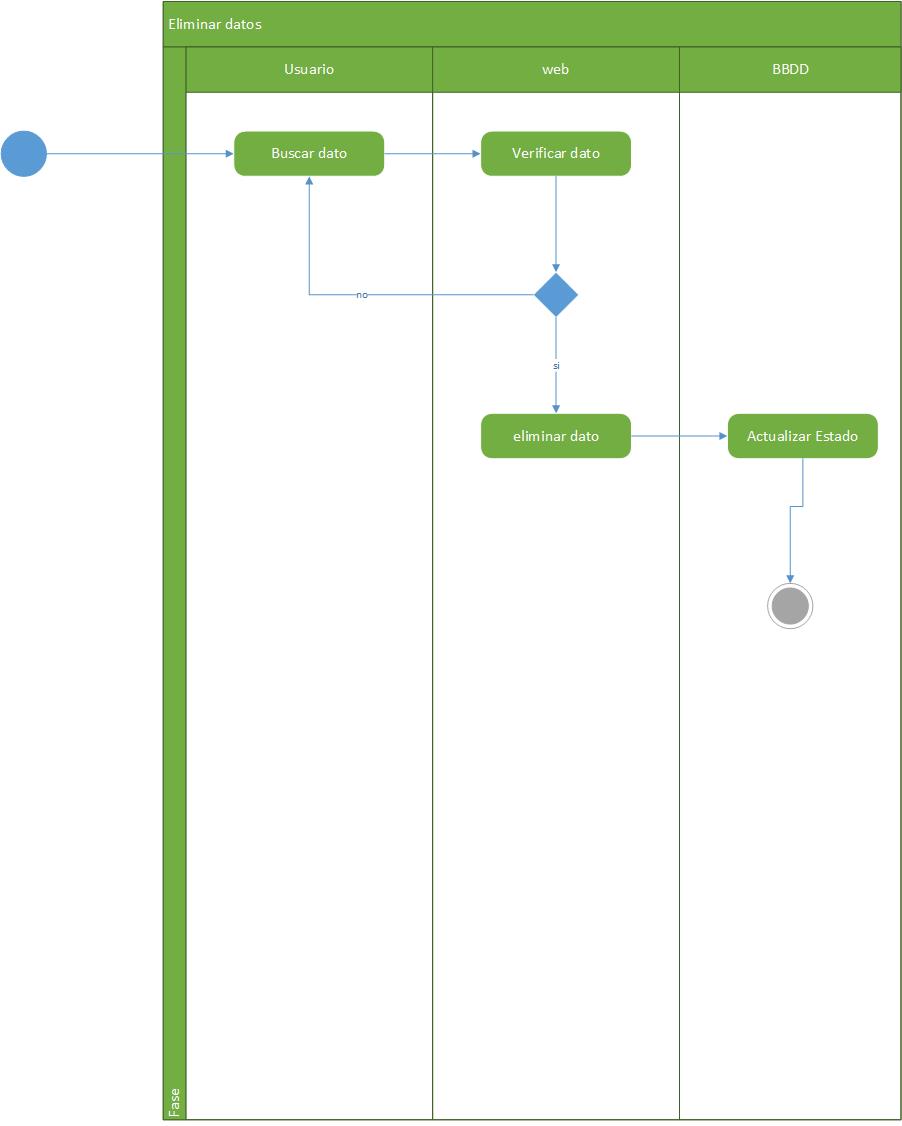 Eliminar datos
Usuario
web
BBDD
Buscar dato
Verificar dato
no
si
eliminar dato
Actualizar Estado
Fase